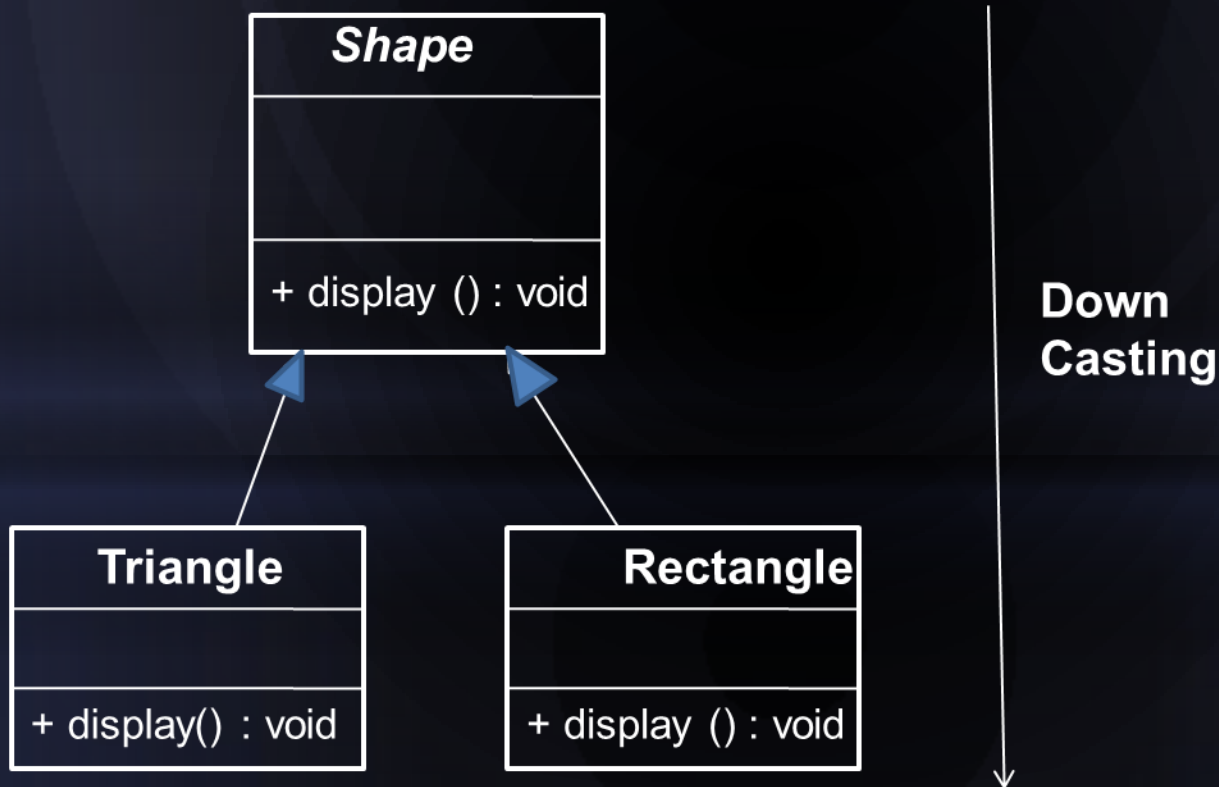 Shape
+ display () : void
Down
Casting
Triangle
+ display() : void
Rectangle
+ display () : void